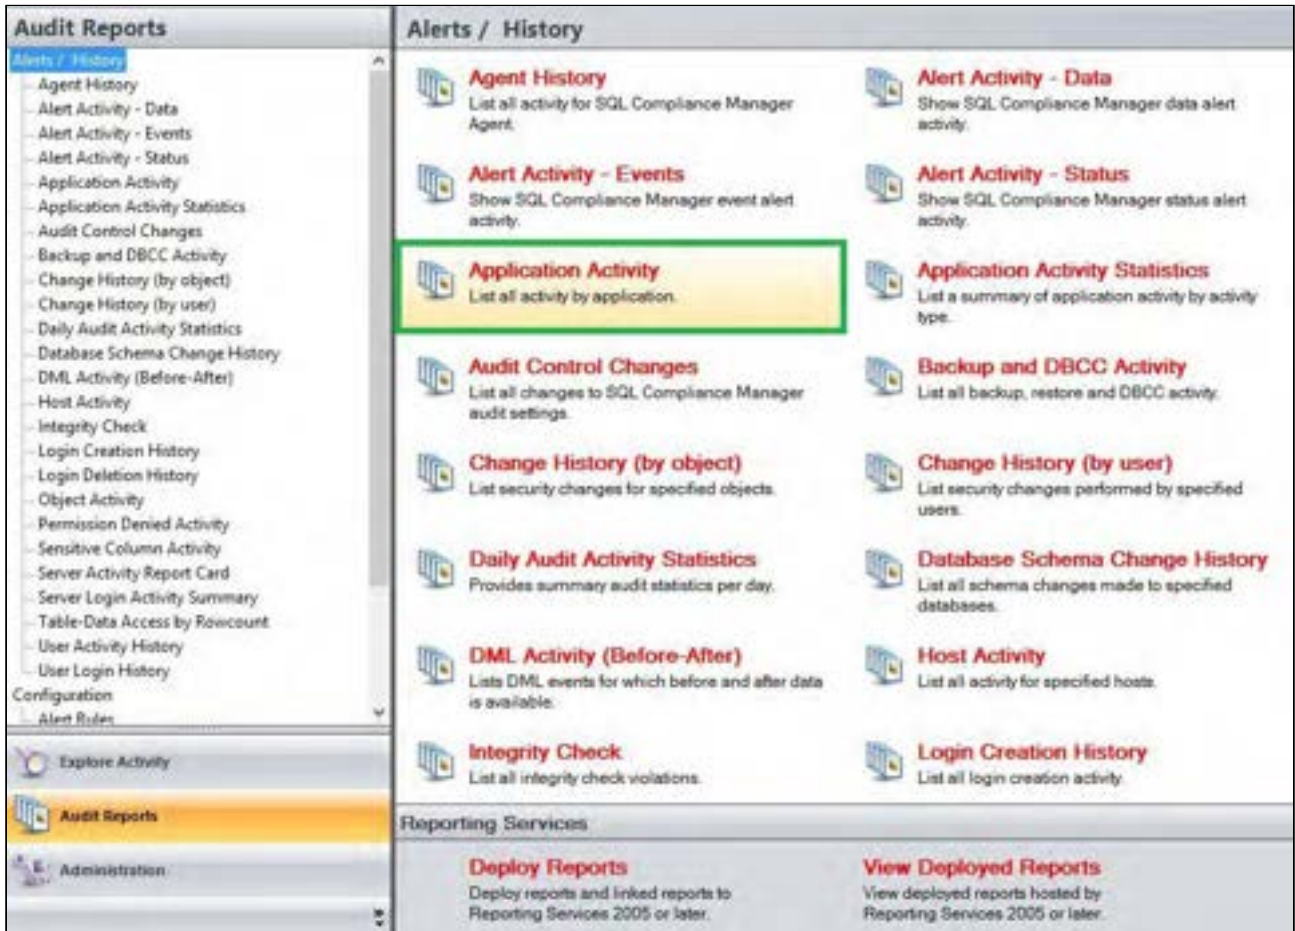 Audit Reports
Alerts / History
Agent History
Alert Activity - Data
Alert Activity - Events
Alert Activity - Status
Application Activity
Application Activity Statistics
Audit Control Changes
Backup and DBCC Activity
Change History (by object)
Change History (by user)
Daily Audit Activity Statistics
Database Schema Change History
DML Activity (Before-After)
Host Activity
Integrity Check
Login Creation History
Login Deletion History
Object Activity
Permission Denied Activity
Sensitive Column Activity
Server Activity Report Card
Server Login Activity Summary
Table-Data Access by Rowcount
User Activity History
User Login History
Configuration
Alert Rules
Explore Activity
Audit Reports
Administration
Alerts / History
Agent History
List all activity for SQL Compliance Manager
Agent.
Alert Activity - Data
Show SQL Compliance Manager data alert
activity.
Alert Activity - Events
Show SQL Compliance Manager event alert
activity.
Alert Activity - Status
Show SQL Compliance Manager status alert
activity.
Application Activity
List all activity by application.
Application Activity Statistics
List a summary of application activity by activity
type.
Audit Control Changes
List all changes to SQL Compliance Manager
audit settings.
Backup and DBCC Activity
List all backup, restore and DBCC activity.
Change History (by object)
List security changes for specified objects.
Change History (by user)
List security changes performed by specified
users.
Daily Audit Activity Statistics
Provides summary audit statistics per day.
Database Schema Change History
List all schema changes made to specified
databases.
DML Activity (Before-After)
Lists DML events for which before and after data
is available.
Host Activity
List all activity for specified hosts.
Integrity Check
List all integrity check violations.
Login Creation History
List all login creation activity.
Reporting Services
Deploy Reports
Deploy reports and linked reports to
Reporting Services 2005 or later.
View Deployed Reports
View deployed reports hosted by
Reporting Services 2005 or later.